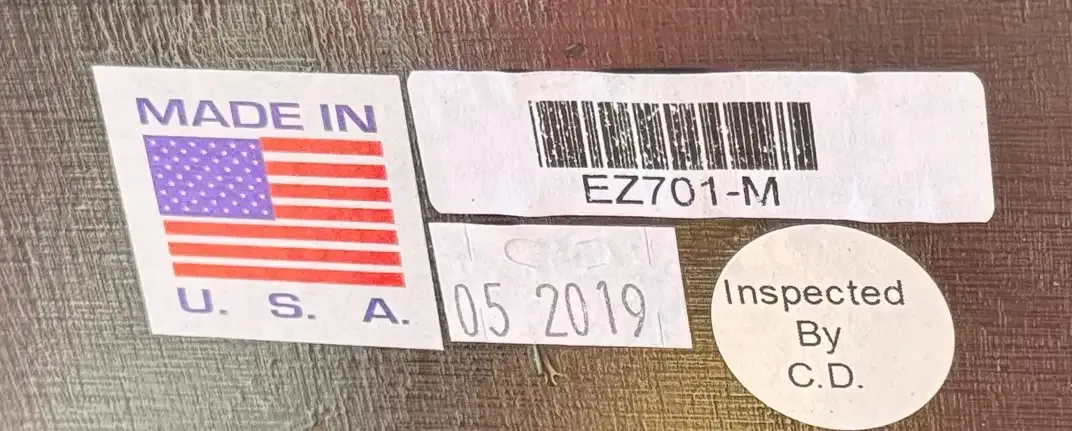 MADE IN
U. S. A.
EZ701-M
05 2019
Inspected
By
C.D.